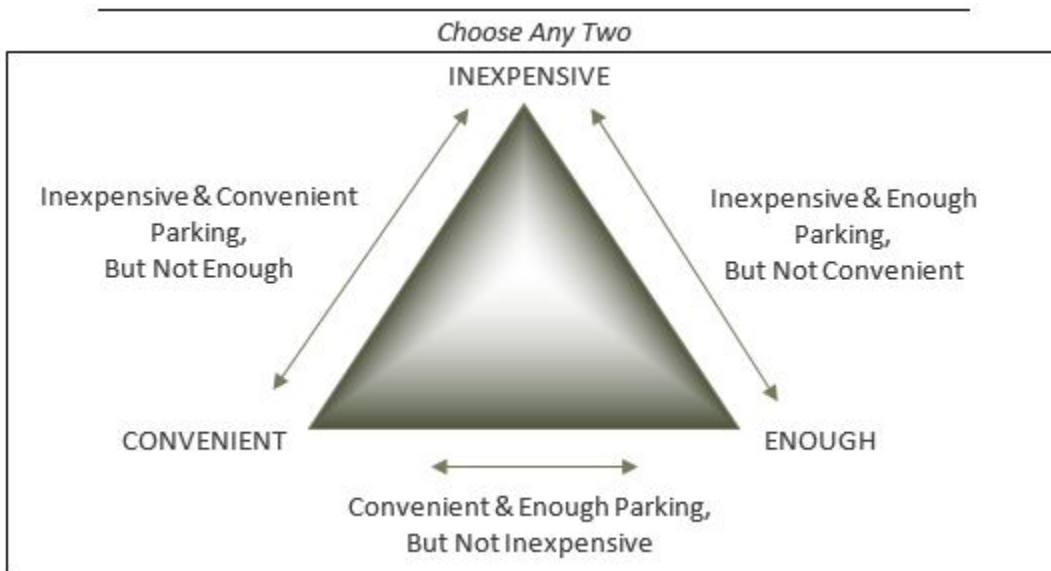 Choose Any Two
INEXPENSIVE
Inexpensive & Convenient
Parking,
But Not Enough
Inexpensive & Enough
Parking,
But Not Convenient
CONVENIENT
ENOUGH
Convenient & Enough Parking,
But Not Inexpensive